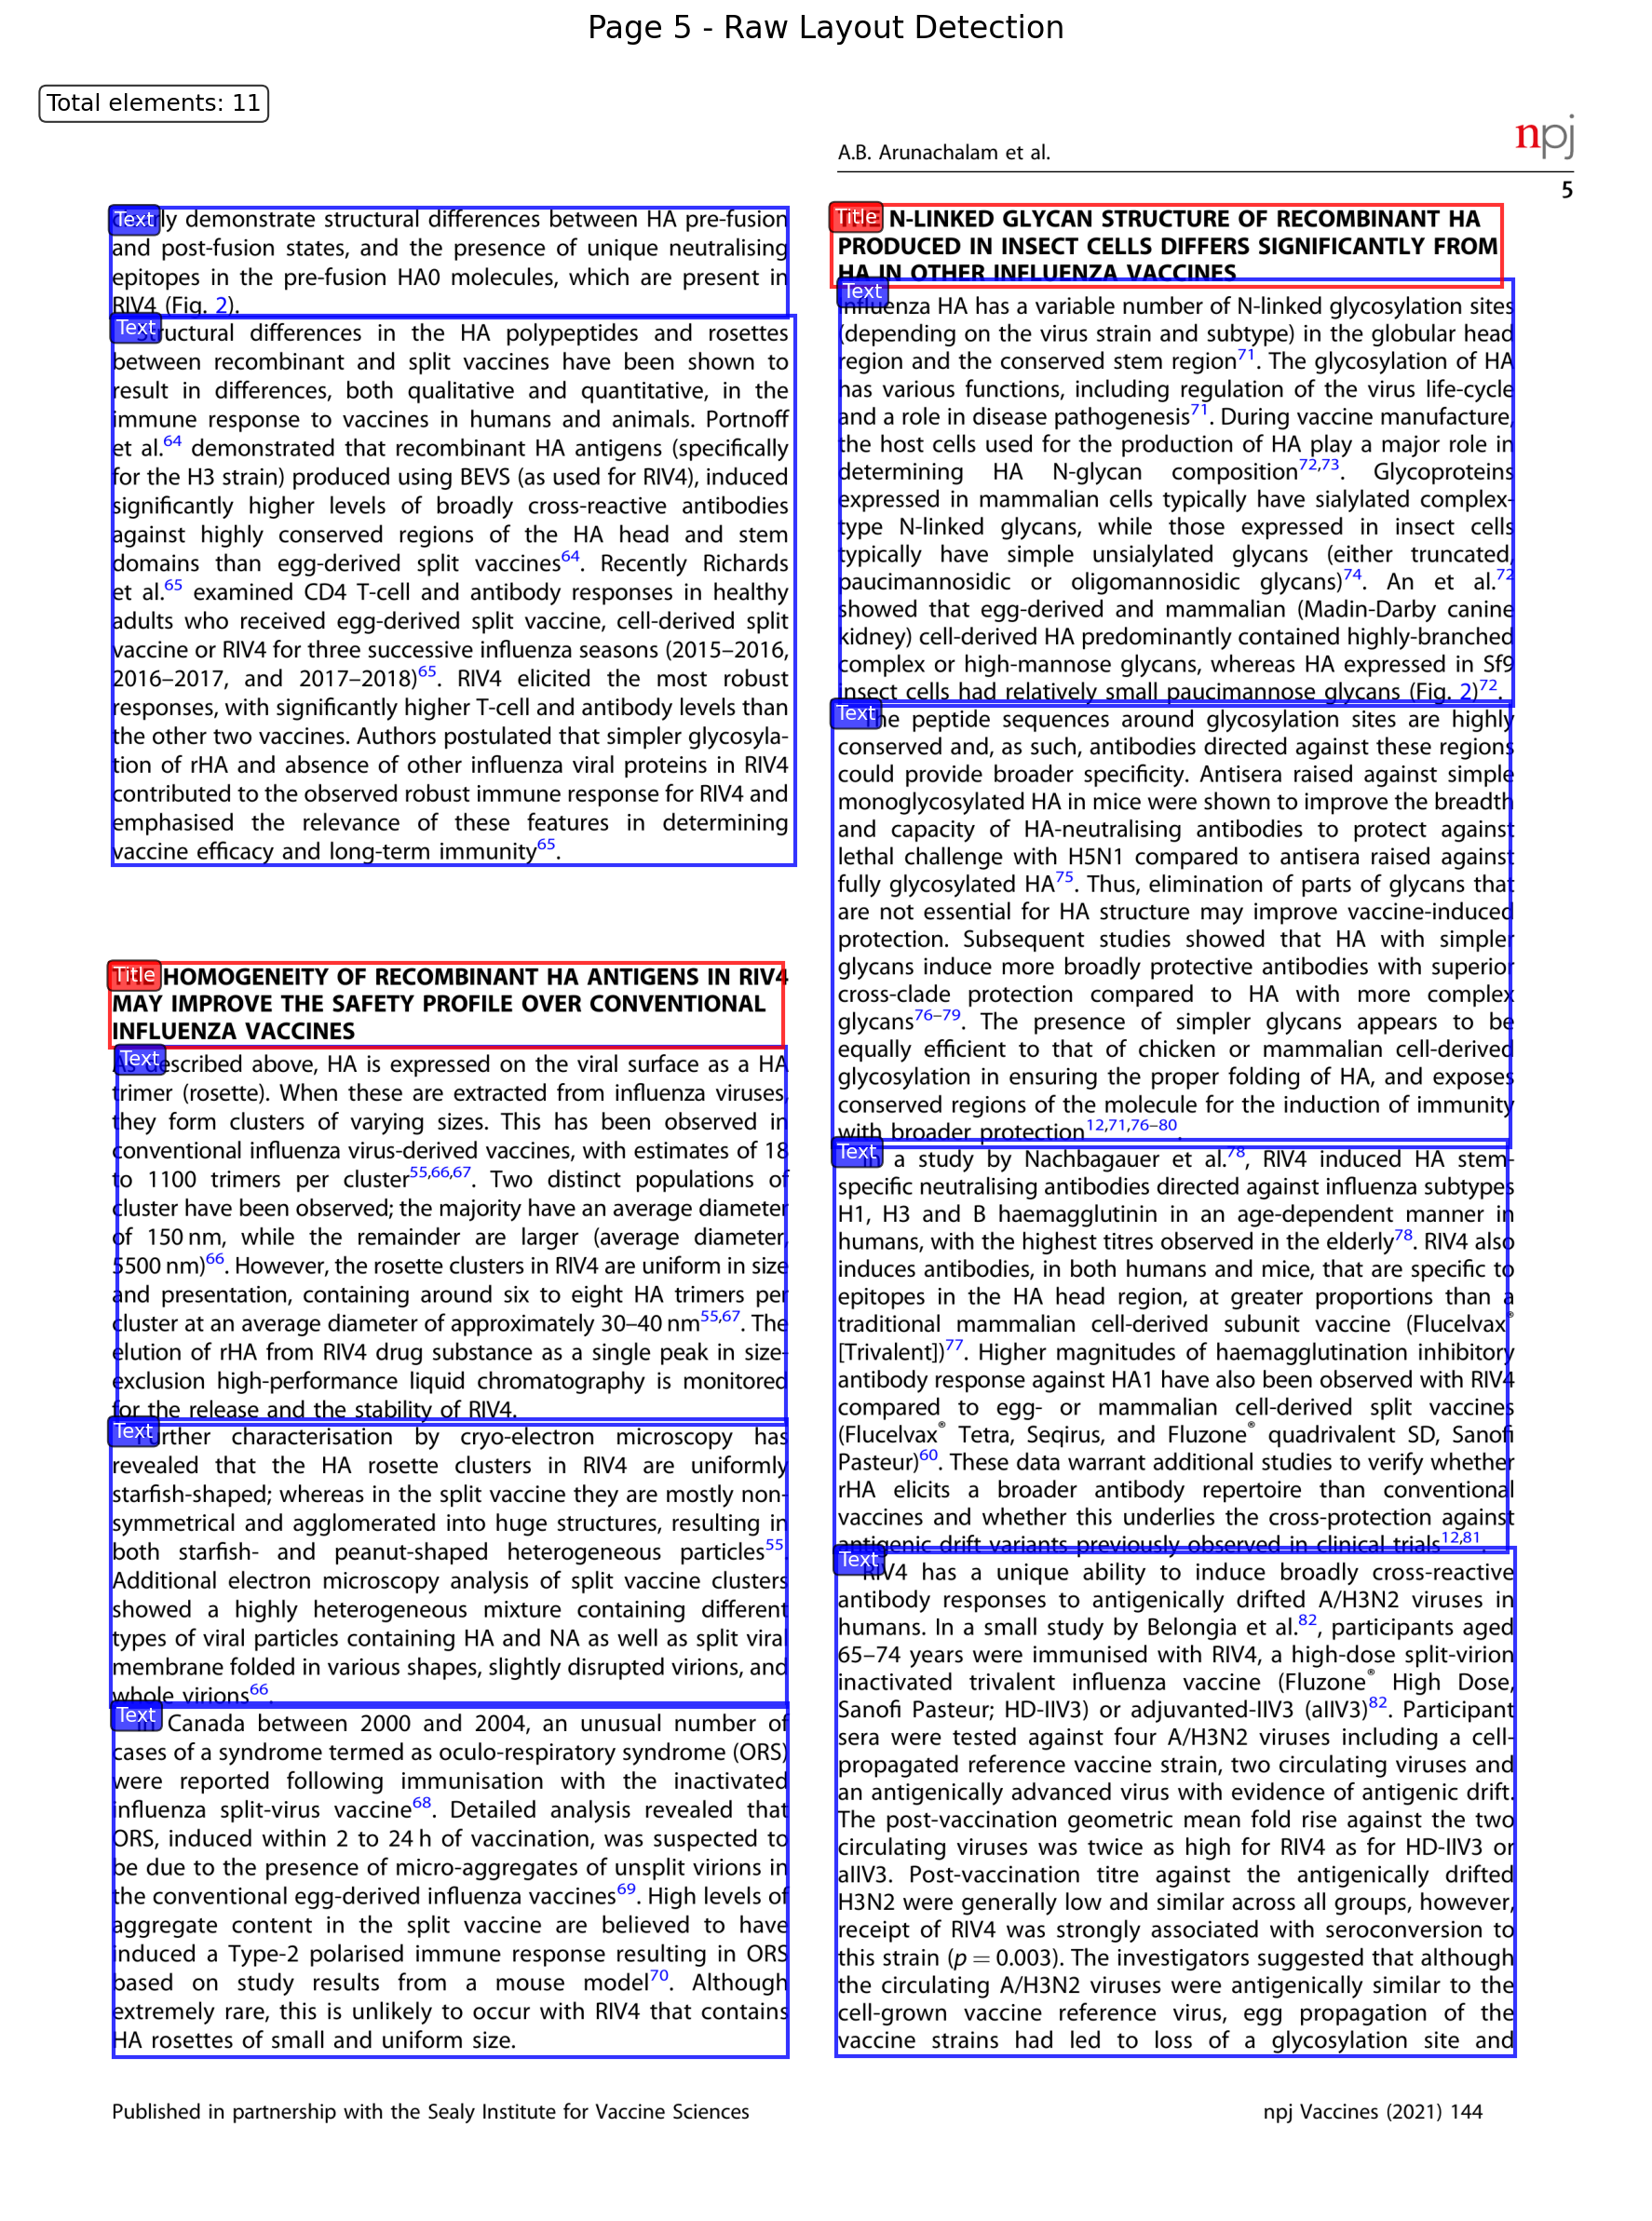 Page 5 - Raw Layout Detection
Total elements: 11
A.B. Arunachalam et al.
npj
5
Text
ly demonstrate structural differences between HA pre-fusion
and post-fusion states, and the presence of unique neutralising
epitopes in the pre-fusion HA0 molecules, which are present in
RIV4 (Fig. 2).
Text
Structural differences in the HA polypeptides and rosettes
between recombinant and split vaccines have been shown to
result in differences, both qualitative and quantitative, in the
immune response to vaccines in humans and animals. Portnoff
et al.64 demonstrated that recombinant HA antigens (specifically
for the H3 strain) produced using BEVS (as used for RIV4), induced
significantly higher levels of broadly cross-reactive antibodies
against highly conserved regions of the HA head and stem
domains than egg-derived split vaccines64. Recently Richards
et al.65 examined CD4 T-cell and antibody responses in healthy
adults who received egg-derived split vaccine, cell-derived split
vaccine or RIV4 for three successive influenza seasons (2015–2016,
2016–2017, and 2017–2018)65. RIV4 elicited the most robust
responses, with significantly higher T-cell and antibody levels than
the other two vaccines. Authors postulated that simpler glycosyla-
tion of rHA and absence of other influenza viral proteins in RIV4
contributed to the observed robust immune response for RIV4 and
emphasised the relevance of these features in determining
vaccine efficacy and long-term immunity65.
Title
THE HOMOGENEITY OF RECOMBINANT HA ANTIGENS IN RIV4
MAY IMPROVE THE SAFETY PROFILE OVER CONVENTIONAL
INFLUENZA VACCINES
Text
As described above, HA is expressed on the viral surface as a HA
trimer (rosette). When these are extracted from influenza viruses,
they form clusters of varying sizes. This has been observed in
conventional influenza virus-derived vaccines, with estimates of 18
to 1100 trimers per cluster55,66,67. Two distinct populations of
cluster have been observed; the majority have an average diameter
of 150 nm, while the remainder are larger (average diameter,
5500 nm)66. However, the rosette clusters in RIV4 are uniform in size
and presentation, containing around six to eight HA trimers per
cluster at an average diameter of approximately 30–40 nm55,67. The
elution of rHA from RIV4 drug substance as a single peak in size-
exclusion high-performance liquid chromatography is monitored
for the release and the stability of RIV4.
Text
Further characterisation by cryo-electron microscopy has
revealed that the HA rosette clusters in RIV4 are uniformly
starfish-shaped; whereas in the split vaccine they are mostly non-
symmetrical and agglomerated into huge structures, resulting in
both starfish- and peanut-shaped heterogeneous particles55.
Additional electron microscopy analysis of split vaccine clusters
showed a highly heterogeneous mixture containing different
types of viral particles containing HA and NA as well as split viral
membrane folded in various shapes, slightly disrupted virions, and
whole virions66.
Text
In Canada between 2000 and 2004, an unusual number of
cases of a syndrome termed as oculo-respiratory syndrome (ORS)
were reported following immunisation with the inactivated
influenza split-virus vaccine68. Detailed analysis revealed that
ORS, induced within 2 to 24 h of vaccination, was suspected to
be due to the presence of micro-aggregates of unsplit virions in
the conventional egg-derived influenza vaccines69. High levels of
aggregate content in the split vaccine are believed to have
induced a Type-2 polarised immune response resulting in ORS
based on study results from a mouse model70. Although
extremely rare, this is unlikely to occur with RIV4 that contains
HA rosettes of small and uniform size.
Title
THE N-LINKED GLYCAN STRUCTURE OF RECOMBINANT HA
PRODUCED IN INSECT CELLS DIFFERS SIGNIFICANTLY FROM
HA IN OTHER INFLUENZA VACCINES
Text
Influenza HA has a variable number of N-linked glycosylation sites
(depending on the virus strain and subtype) in the globular head
region and the conserved stem region71. The glycosylation of HA
has various functions, including regulation of the virus life-cycle
and a role in disease pathogenesis71. During vaccine manufacture,
the host cells used for the production of HA play a major role in
determining HA N-glycan composition72,73. Glycoproteins
expressed in mammalian cells typically have sialylated complex-
type N-linked glycans, while those expressed in insect cells
typically have simple unsialylated glycans (either truncated,
paucimannosidic or oligomannosidic glycans)74. An et al.72
showed that egg-derived and mammalian (Madin-Darby canine
kidney) cell-derived HA predominantly contained highly-branched
complex or high-mannose glycans, whereas HA expressed in Sf9
insect cells had relatively small paucimannose glycans (Fig. 2)72.
Text
The peptide sequences around glycosylation sites are highly
conserved and, as such, antibodies directed against these regions
could provide broader specificity. Antisera raised against simple
monoglycosylated HA in mice were shown to improve the breadth
and capacity of HA-neutralising antibodies to protect against
lethal challenge with H5N1 compared to antisera raised against
fully glycosylated HA75. Thus, elimination of parts of glycans that
are not essential for HA structure may improve vaccine-induced
protection. Subsequent studies showed that HA with simpler
glycans induce more broadly protective antibodies with superior
cross-clade protection compared to HA with more complex
glycans76–79. The presence of simpler glycans appears to be
equally efficient to that of chicken or mammalian cell-derived
glycosylation in ensuring the proper folding of HA, and exposes
conserved regions of the molecule for the induction of immunity
with broader protection12,71,76–80.
Text
In a study by Nachbagauer et al.78, RIV4 induced HA stem-
specific neutralising antibodies directed against influenza subtypes
H1, H3 and B haemagglutinin in an age-dependent manner in
humans, with the highest titres observed in the elderly78. RIV4 also
induces antibodies, in both humans and mice, that are specific to
epitopes in the HA head region, at greater proportions than a
traditional mammalian cell-derived subunit vaccine (Flucelvax®
[Trivalent])77. Higher magnitudes of haemagglutination inhibitory
antibody response against HA1 have also been observed with RIV4
compared to egg- or mammalian cell-derived split vaccines
(Flucelvax® Tetra, Seqirus, and Fluzone® quadrivalent SD, Sanofi
Pasteur)60. These data warrant additional studies to verify whether
rHA elicits a broader antibody repertoire than conventional
vaccines and whether this underlies the cross-protection against
antigenic drift variants previously observed in clinical trials12,81.
Text
RIV4 has a unique ability to induce broadly cross-reactive
antibody responses to antigenically drifted A/H3N2 viruses in
humans. In a small study by Belongia et al.82, participants aged
65–74 years were immunised with RIV4, a high-dose split-virion
inactivated trivalent influenza vaccine (Fluzone® High Dose,
Sanofi Pasteur; HD-IIV3) or adjuvanted-IIV3 (aIIV3)82. Participant
sera were tested against four A/H3N2 viruses including a cell-
propagated reference vaccine strain, two circulating viruses and
an antigenically advanced virus with evidence of antigenic drift.
The post-vaccination geometric mean fold rise against the two
circulating viruses was twice as high for RIV4 as for HD-IIV3 or
aIIV3. Post-vaccination titre against the antigenically drifted
H3N2 were generally low and similar across all groups, however,
receipt of RIV4 was strongly associated with seroconversion to
this strain (p = 0.003). The investigators suggested that although
the circulating A/H3N2 viruses were antigenically similar to the
cell-grown vaccine reference virus, egg propagation of the
vaccine strains had led to loss of a glycosylation site and
Published in partnership with the Sealy Institute for Vaccine Sciences
npj Vaccines (2021) 144